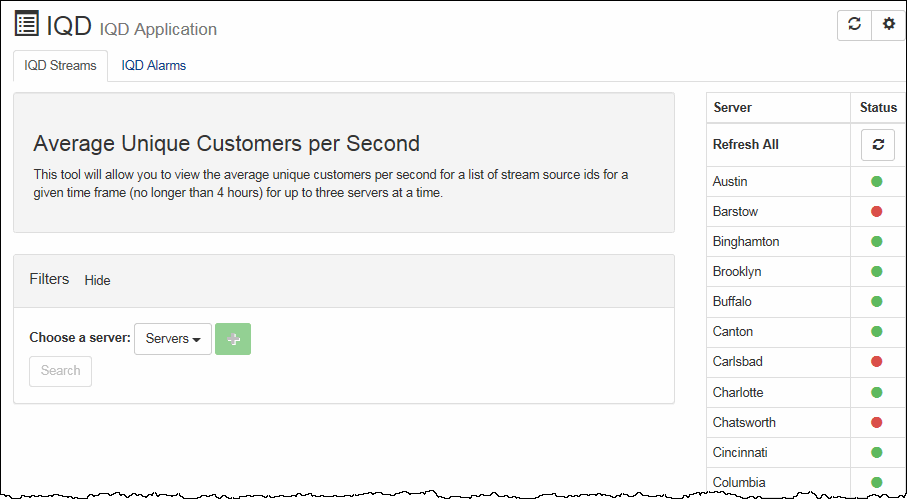 IQD IQD Application
IQD Streams IQD Alarms
Average Unique Customers per Second
This tool will allow you to view the average unique customers per second for a list of stream source ids for a
given time frame (no longer than 4 hours) for up to three servers at a time.
Filters Hide
Choose a server: Servers
Search
Server Status
Refresh All
Austin
Barstow
Binghamton
Brooklyn
Buffalo
Canton
Carlsbad
Charlotte
Chatsworth
Cincinnati
Columbia